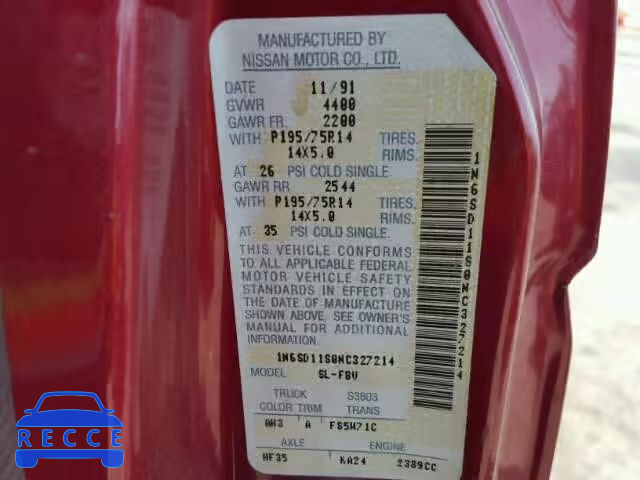 MANUFACTURED BY
NISSAN MOTOR CO., LTD.
DATE 11/91
GVWR 4400
GAWR FR. 2200
WITH P195/75R14 TIRES.
14X5.0 RIMS.
AT 26 PSI COLD SINGLE.
GAWR RR 2544
WITH P195/75R14 TIRES.
14X5.0 RIMS.
AT 35 PSI COLD SINGLE.
THIS VEHICLE CONFORMS
TO ALL APPLICABLE FEDERAL
MOTOR VEHICLE SAFETY
STANDARDS IN EFFECT ON
THE DATE OF MANUFACTURE
SHOWN ABOVE. SEE OWNER'S
MANUAL FOR ADDITIONAL
INFORMATION.
1N6SD11S0NC327214
MODEL SL-FBV
TRUCK S3803
COLOR TRIM TRANS
AH3 A FS5W71C
AXLE ENGINE
HF35 KA24 2389CC
1N6SD11S0NC327214
RECCE